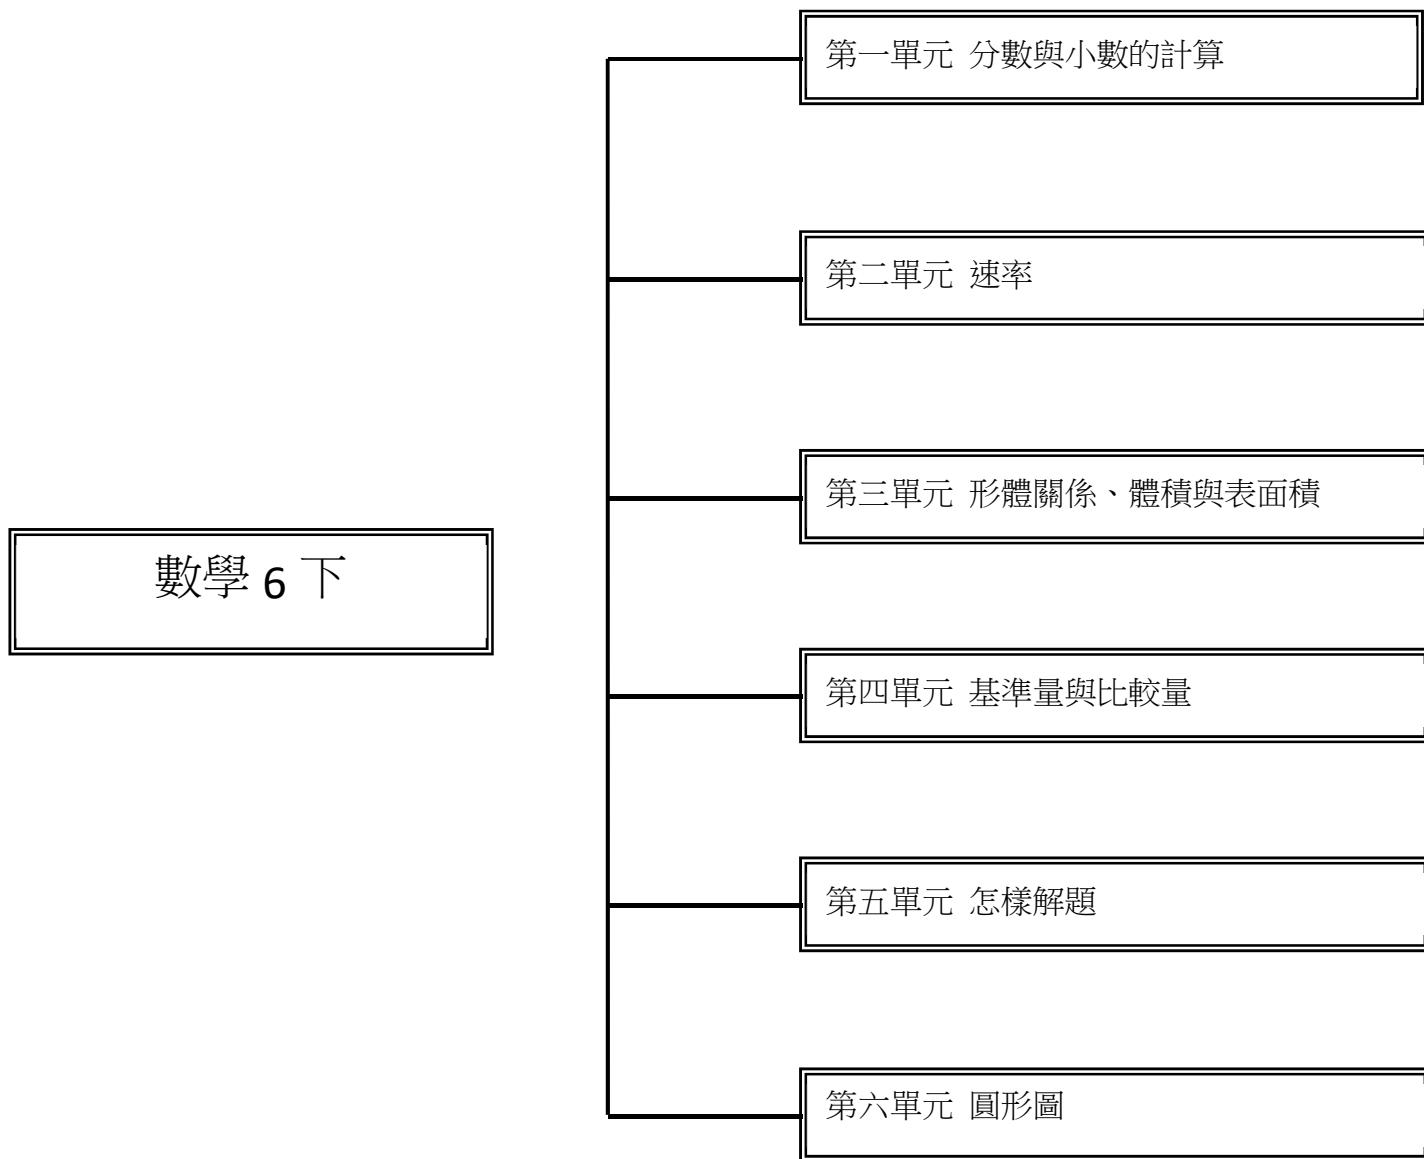 第一單元 分數與小數的計算
第二單元 速率
第三單元 形體關係、體積與表面積
數學 6 下
第四單元 基準量與比較量
第五單元 怎樣解題
第六單元 圓形圖